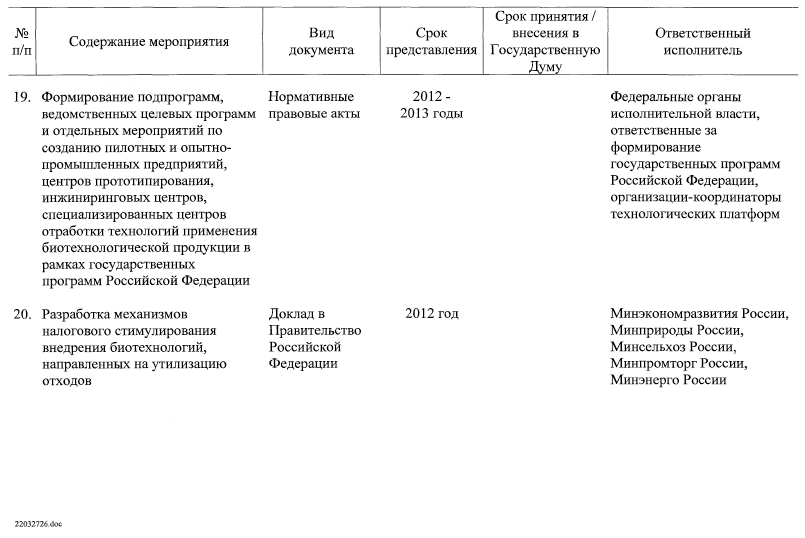 №
п/п
Содержание мероприятия
Вид
документа
Срок
представления
Срок принятия /
внесения в
Государственную
Думу
Ответственный
исполнитель
19.
Формирование подпрограмм,
ведомственных целевых программ
и отдельных мероприятий по
созданию пилотных и опытно-
промышленных предприятий,
центров прототипирования,
инжиниринговых центров,
специализированных центров
отработки технологий применения
биотехнологической продукции в
рамках государственных
программ Российской Федерации
Нормативные
правовые акты
2012 -
2013 годы
Федеральные органы
исполнительной власти,
ответственные за
формирование
государственных программ
Российской Федерации,
организации-координаторы
технологических платформ
20.
Разработка механизмов
налогового стимулирования
внедрения биотехнологий,
направленных на утилизацию
отходов
Доклад в
Правительство
Российской
Федерации
2012 год
Минэкономразвития России,
Минприроды России,
Минсельхоз России,
Минпромторг России,
Минэнерго России
22032726.doc